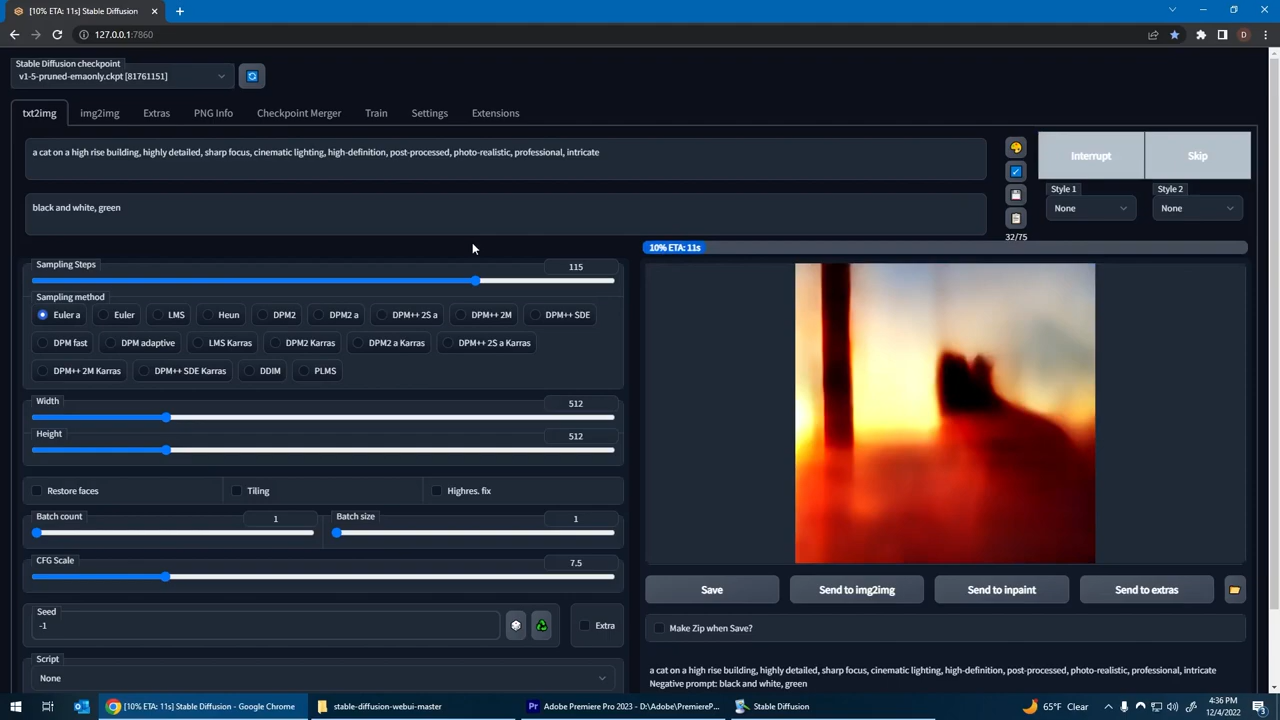 [10% ETA: 11s] Stable Diffusion
127.0.0.1:7860
D
Stable Diffusion checkpoint
v1-5-pruned-emaonly.ckpt [81761151]
txt2img
img2img
Extras
PNG Info
Checkpoint Merger
Train
Settings
Extensions
a cat on a high rise building, highly detailed, sharp focus, cinematic lighting, high-definition, post-processed, photo-realistic, professional, intricate
black and white, green
Interrupt
Skip
Style 1
None
Style 2
None
32/75
Sampling Steps
115
Sampling method
Euler a
Euler
LMS
Heun
DPM2
DPM2 a
DPM++ 2S a
DPM++ 2M
DPM++ SDE
DPM fast
DPM adaptive
LMS Karras
DPM2 Karras
DPM2 a Karras
DPM++ 2S a Karras
DPM++ 2M Karras
DPM++ SDE Karras
DDIM
PLMS
Width
512
Height
512
Restore faces
Tiling
Highres. fix
Batch count
1
Batch size
1
CFG Scale
7.5
Seed
-1
Extra
Script
None
10% ETA: 11s
Save
Send to img2img
Send to inpaint
Send to extras
Make Zip when Save?
a cat on a high rise building, highly detailed, sharp focus, cinematic lighting, high-definition, post-processed, photo-realistic, professional, intricate
Negative prompt: black and white, green
[10% ETA: 11s] Stable Diffusion - Google Chrome
stable-diffusion-webui-master
Adobe Premiere Pro 2023 - D:\Adobe\PremiereP...
Stable Diffusion
65°F Clear
4:36 PM
12/4/2022
3